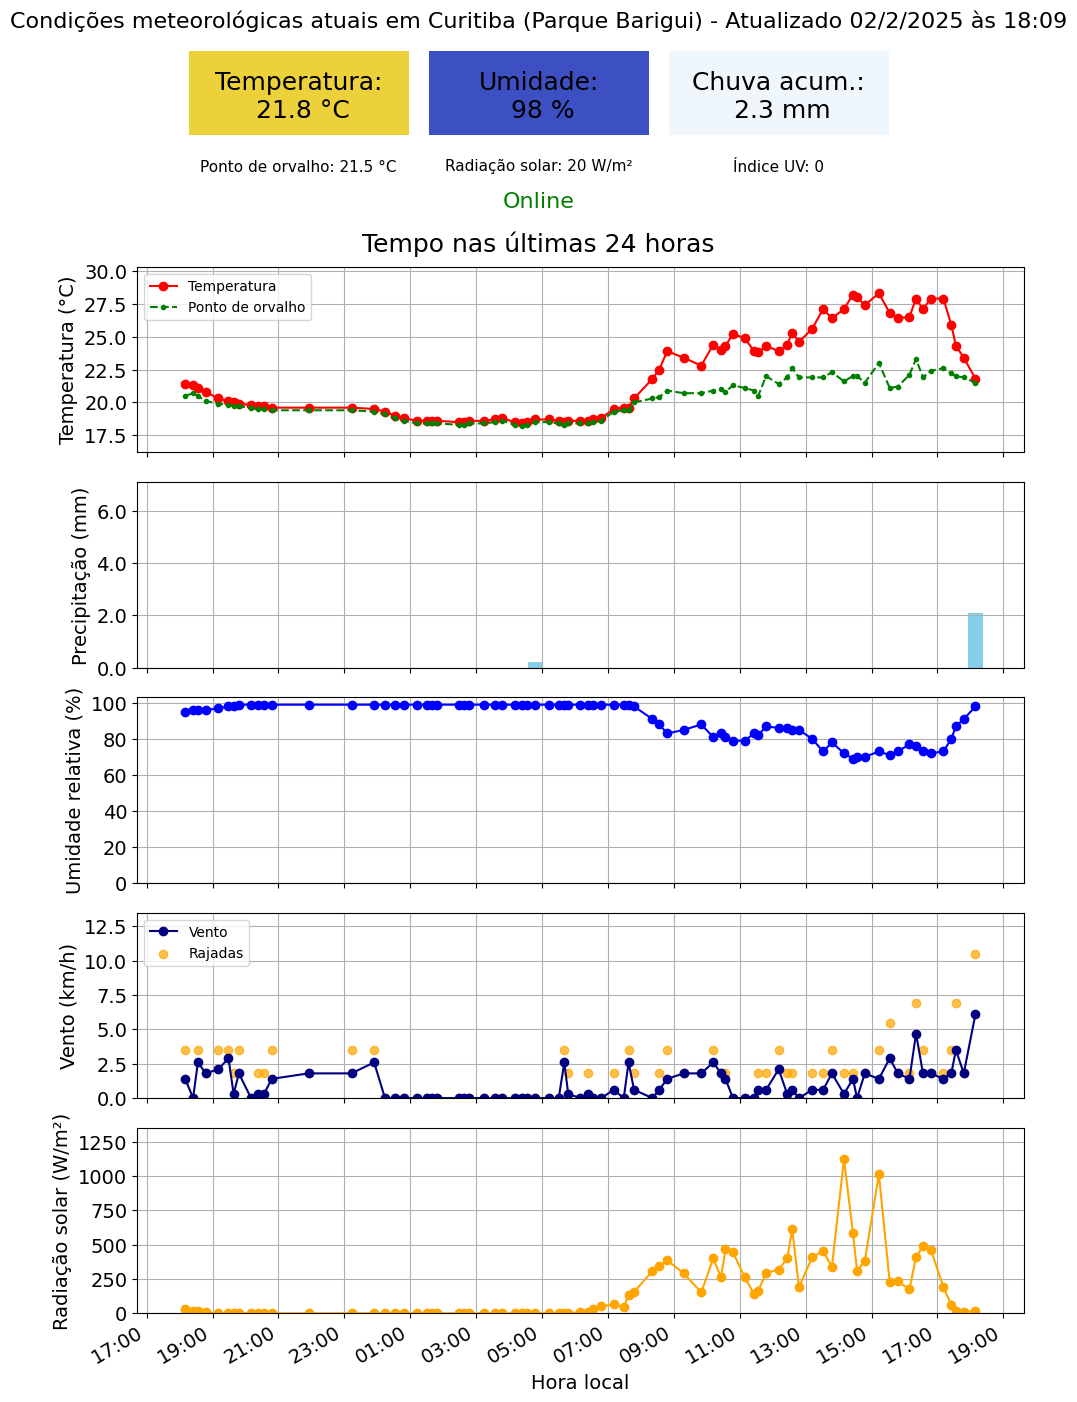 Condições meteorológicas atuais em Curitiba (Parque Barigui) - Atualizado 02/2/2025 às 18:09
Temperatura:
21.8 °C
Umidade:
98 %
Chuva acum.:
2.3 mm
Ponto de orvalho: 21.5 °C
Radiação solar: 20 W/m²
Índice UV: 0
Online
Tempo nas últimas 24 horas
Temperatura (°C)
30.0
27.5
25.0
22.5
20.0
17.5
Temperatura
Ponto de orvalho
Precipitação (mm)
6.0
4.0
2.0
0.0
Umidade relativa (%)
100
80
60
40
20
0
Vento (km/h)
12.5
10.0
7.5
5.0
2.5
0.0
Vento
Rajadas
Radiação solar (W/m²)
1250
1000
750
500
250
0
17:00 19:00 21:00 23:00 01:00 03:00 05:00 07:00 09:00 11:00 13:00 15:00 17:00 19:00
Hora local